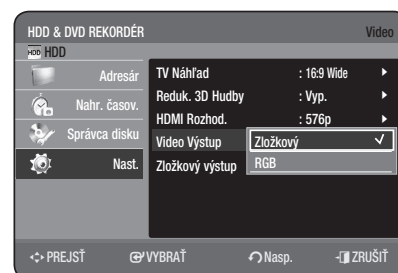 HDD & DVD REKORDÉR Video
HDD HDD
Adresár
Nahr. časov.
Správca disku
Nast.
TV Náhľad : 16:9 Wide
Reduk. 3D Hudby : Vyp.
HDMI Rozhod. : 576p
Video Výstup Zložkový
Zložkový výstup RGB
PREJSŤ VYBRAŤ Nasp. ZRUŠIŤ